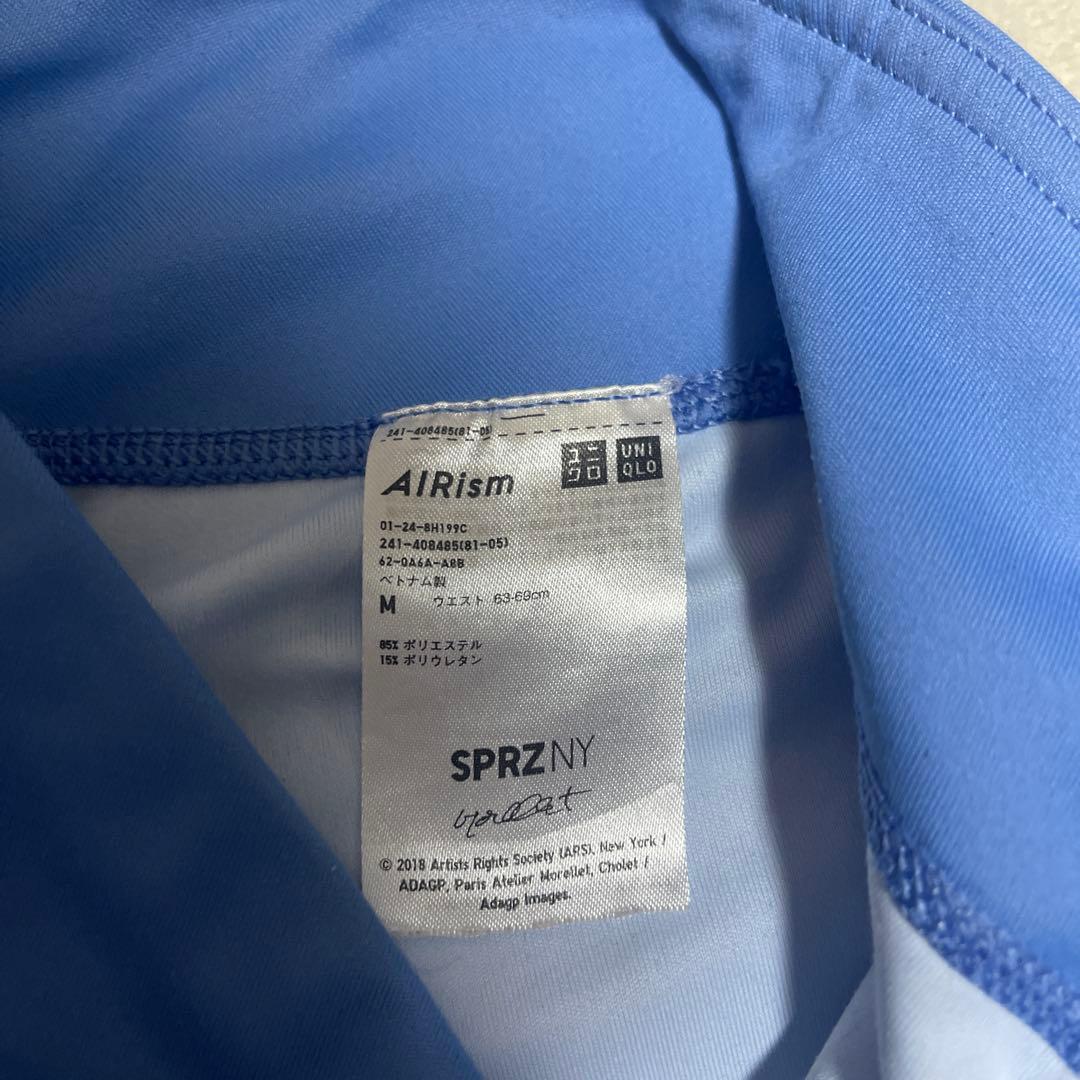 241-408485(81-05)
AIRism
ユニ
クロ
UNI
QLO
01-24-8H199C
241-408485(81-05)
62-QA6A-A8B
ベトナム製
M ウエスト 63-69cm
85% ポリエステル
15% ポリウレタン
SPRZ NY
Morellet
© 2018 Artists Rights Society (ARS), New York /
ADAGP, Paris Atelier Morellet, Cholet /
Adagp Images.